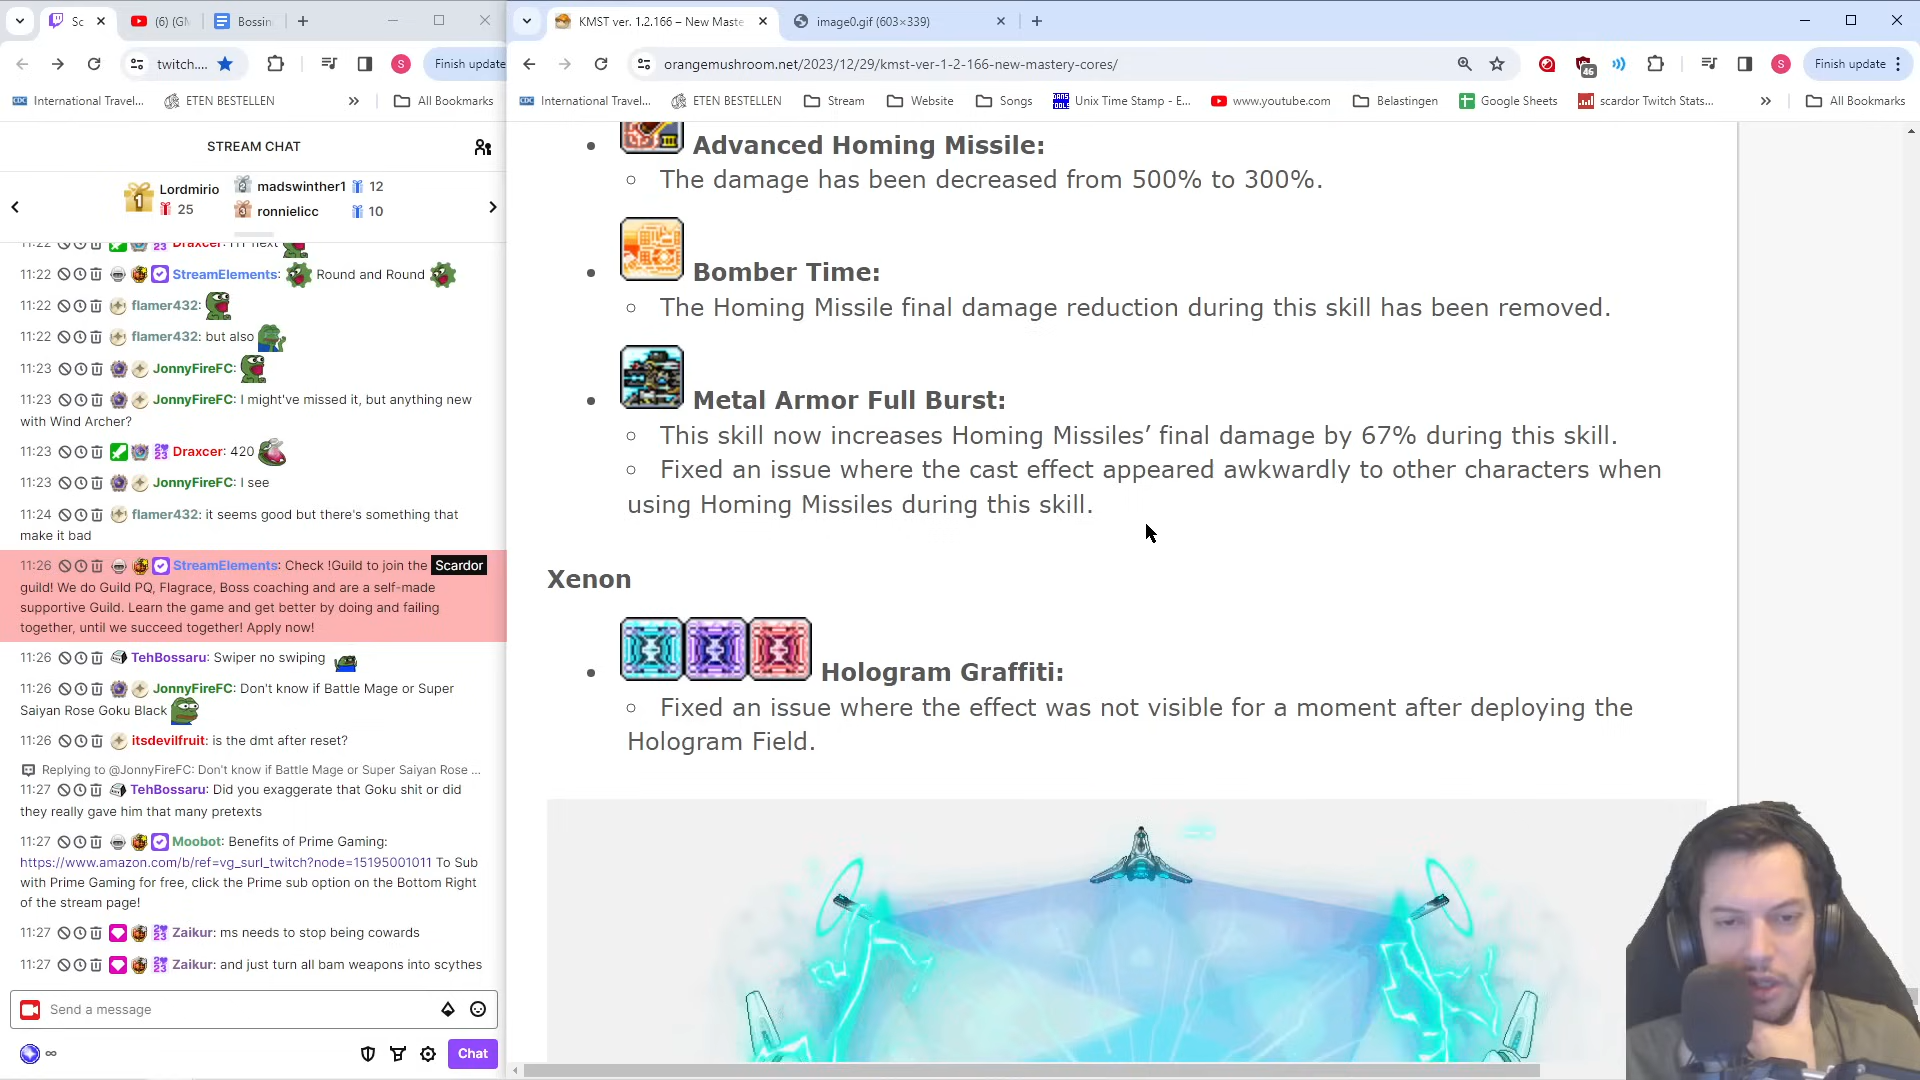 Sc
(6) (GM
Bossin
twitch....
S
Finish update
International Travel...
ETEN BESTELLEN
All Bookmarks
STREAM CHAT
1
Lordmirio
25
2
madswinther1
12
3
ronnielicc
10
11:22 Draxcer: next
11:22 StreamElements: Round and Round
11:22 flamer432:
11:22 flamer432: but also
11:23 JonnyFireFC:
11:23 JonnyFireFC: I might've missed it, but anything new
with Wind Archer?
11:23 Draxcer: 420
11:23 JonnyFireFC: I see
11:24 flamer432: it seems good but there's something that
make it bad
11:26 StreamElements: Check !Guild to join the Scardor
guild! We do Guild PQ, Flagrace, Boss coaching and are a self-made
supportive Guild. Learn the game and get better by doing and failing
together, until we succeed together! Apply now!
11:26 TehBossaru: Swiper no swiping
11:26 JonnyFireFC: Don't know if Battle Mage or Super
Saiyan Rose Goku Black
11:26 itsdevilfruit: is the dmt after reset?
Replying to @JonnyFireFC: Don't know if Battle Mage or Super Saiyan Rose ...
11:27 TehBossaru: Did you exaggerate that Goku shit or did
they really gave him that many pretexts
11:27 Moobot: Benefits of Prime Gaming:
https://www.amazon.com/b/ref=vg_surl_twitch?node=15195001011 To Sub
with Prime Gaming for free, click the Prime sub option on the Bottom Right
of the stream page!
11:27 Zaikur: ms needs to stop being cowards
11:27 Zaikur: and just turn all bam weapons into scythes
Send a message
∞
Chat
KMST ver. 1.2.166 – New Maste
image0.gif (603×339)
orangemushroom.net/2023/12/29/kmst-ver-1-2-166-new-mastery-cores/
46
S
Finish update
International Travel...
ETEN BESTELLEN
Stream
Website
Songs
Unix Time Stamp - E...
www.youtube.com
Belastingen
Google Sheets
scardor Twitch Stats...
All Bookmarks
Advanced Homing Missile:
The damage has been decreased from 500% to 300%.
Bomber Time:
The Homing Missile final damage reduction during this skill has been removed.
Metal Armor Full Burst:
This skill now increases Homing Missiles’ final damage by 67% during this skill.
Fixed an issue where the cast effect appeared awkwardly to other characters when
using Homing Missiles during this skill.
Xenon
Hologram Graffiti:
Fixed an issue where the effect was not visible for a moment after deploying the
Hologram Field.